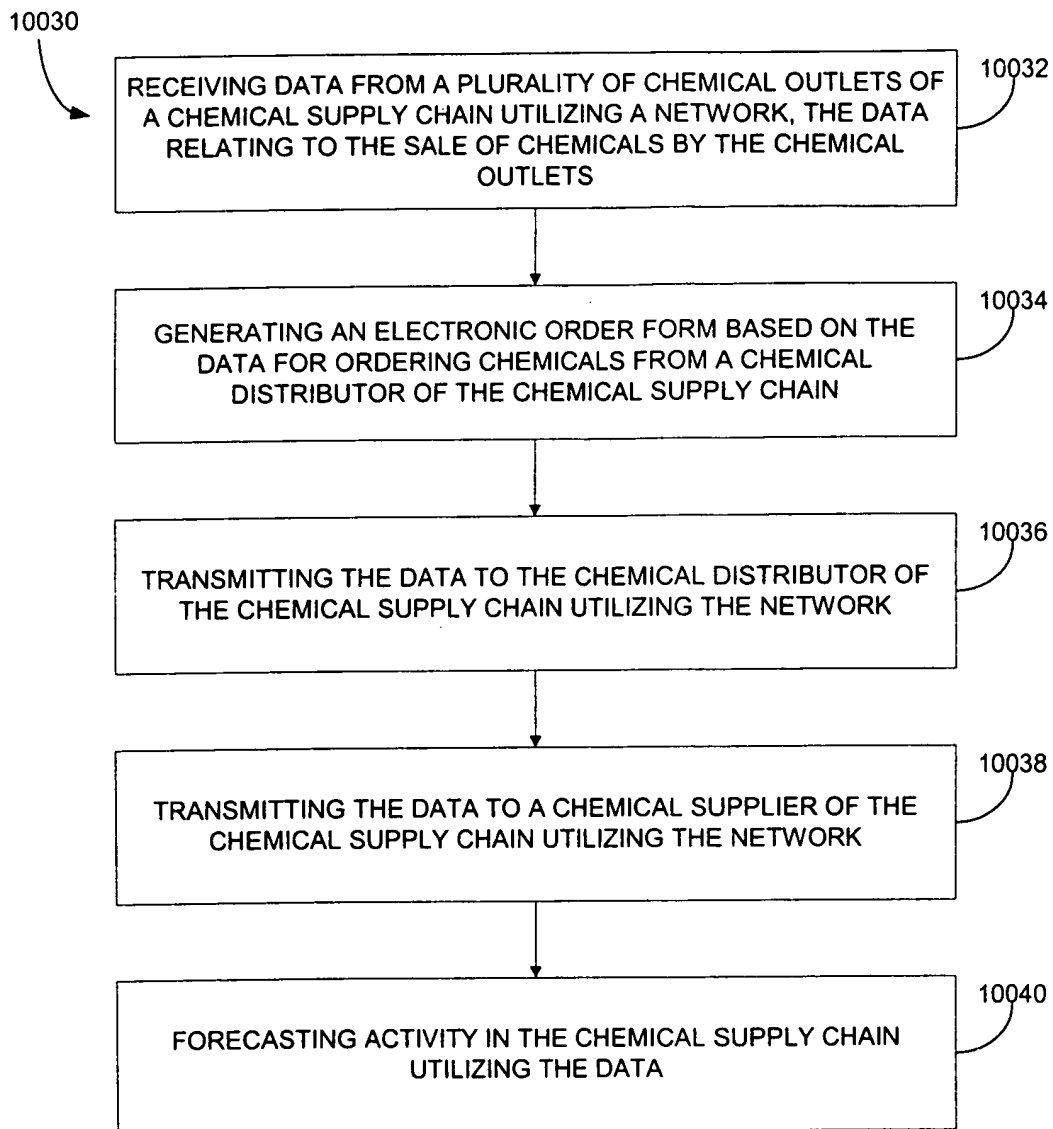 10030
RECEIVING DATA FROM A PLURALITY OF CHEMICAL OUTLETS OF
A CHEMICAL SUPPLY CHAIN UTILIZING A NETWORK, THE DATA
RELATING TO THE SALE OF CHEMICALS BY THE CHEMICAL
OUTLETS
10032
GENERATING AN ELECTRONIC ORDER FORM BASED ON THE
DATA FOR ORDERING CHEMICALS FROM A CHEMICAL
DISTRIBUTOR OF THE CHEMICAL SUPPLY CHAIN
10034
TRANSMITTING THE DATA TO THE CHEMICAL DISTRIBUTOR OF
THE CHEMICAL SUPPLY CHAIN UTILIZING THE NETWORK
10036
TRANSMITTING THE DATA TO A CHEMICAL SUPPLIER OF THE
CHEMICAL SUPPLY CHAIN UTILIZING THE NETWORK
10038
FORECASTING ACTIVITY IN THE CHEMICAL SUPPLY CHAIN
UTILIZING THE DATA
10040